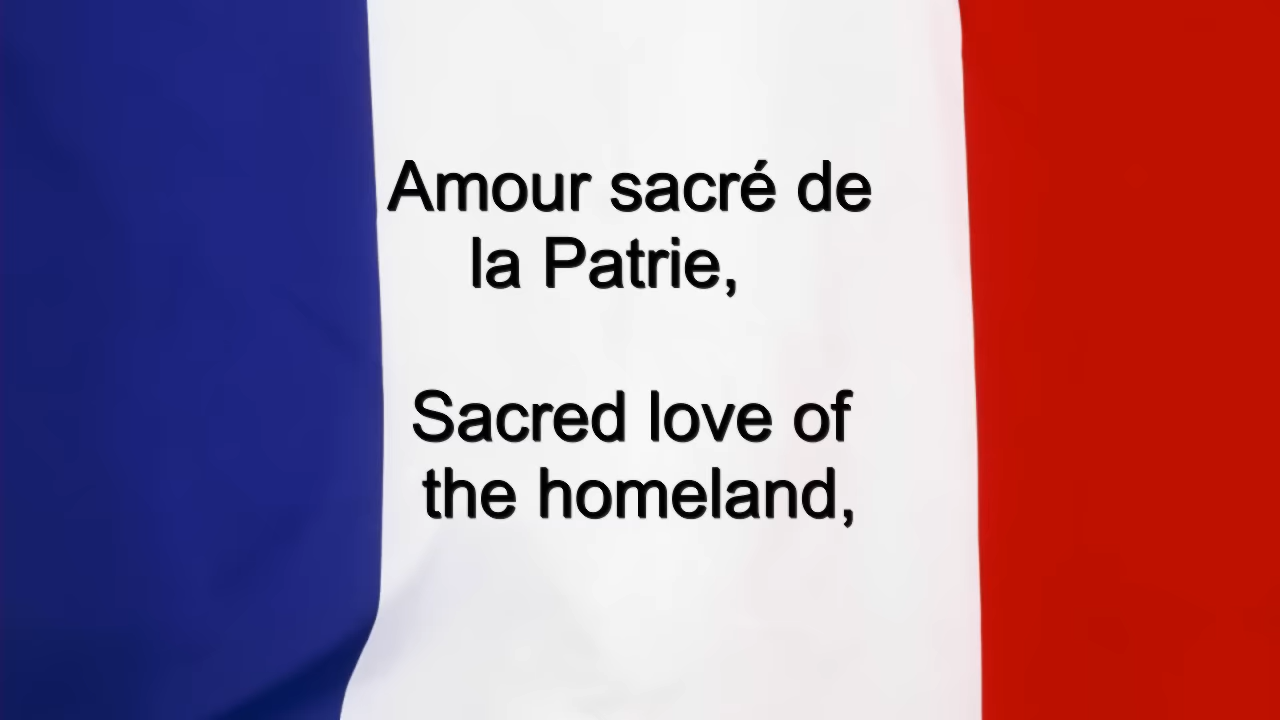 Amour sacré de
la Patrie,
Sacred love of
the homeland,